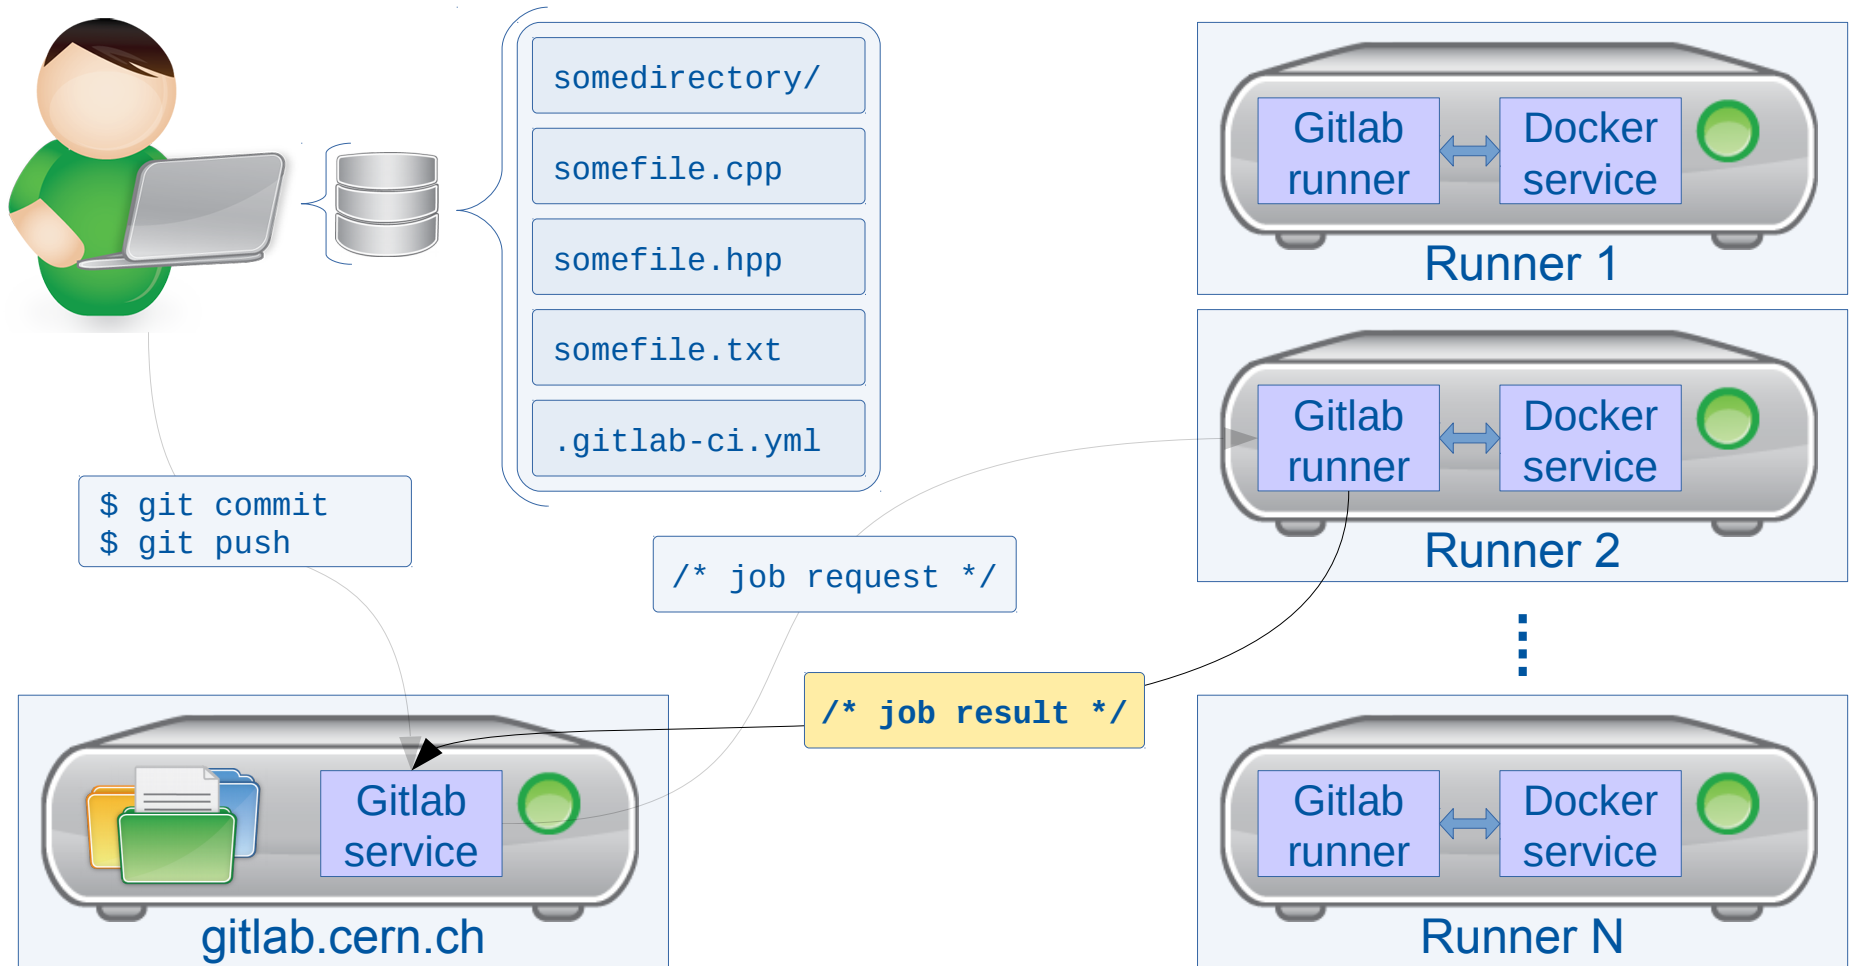 somedirectory/
somefile.cpp
somefile.hpp
somefile.txt
.gitlab-ci.yml
$ git commit
$ git push
/* job request */
/* job result */
Gitlab
service
gitlab.cern.ch
Gitlab
runner
Docker
service
Runner 1
Gitlab
runner
Docker
service
Runner 2
Gitlab
runner
Docker
service
Runner N